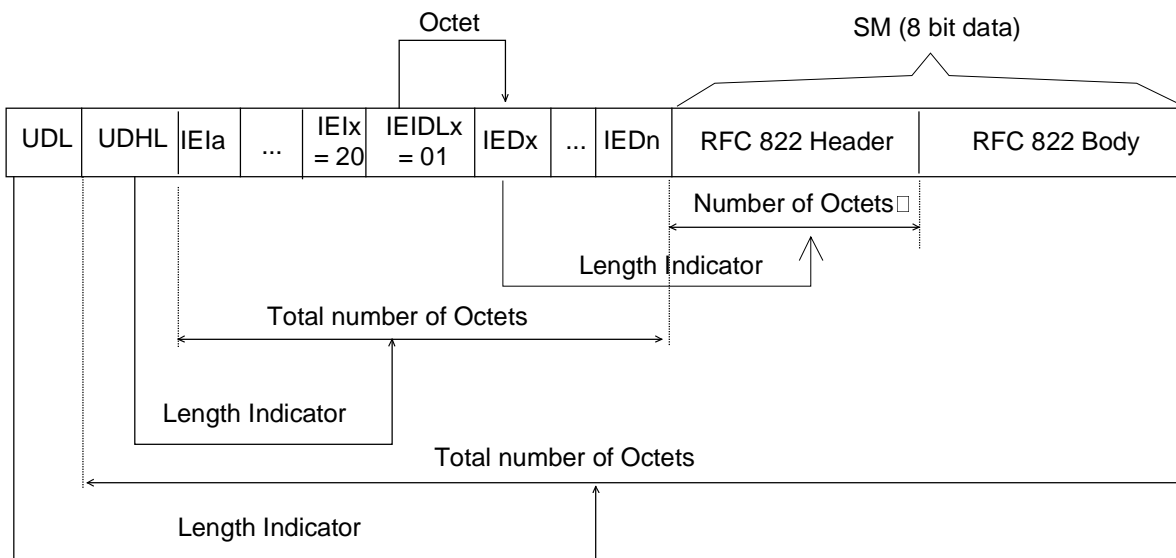 Octet
SM (8 bit data)
UDL
UDHL
IEIa
...
IEIx
= 20
IEIDLx
= 01
IEDx
...
IEDn
RFC 822 Header
RFC 822 Body
Number of Octets□
Length Indicator
Total number of Octets
Length Indicator
Total number of Octets
Length Indicator